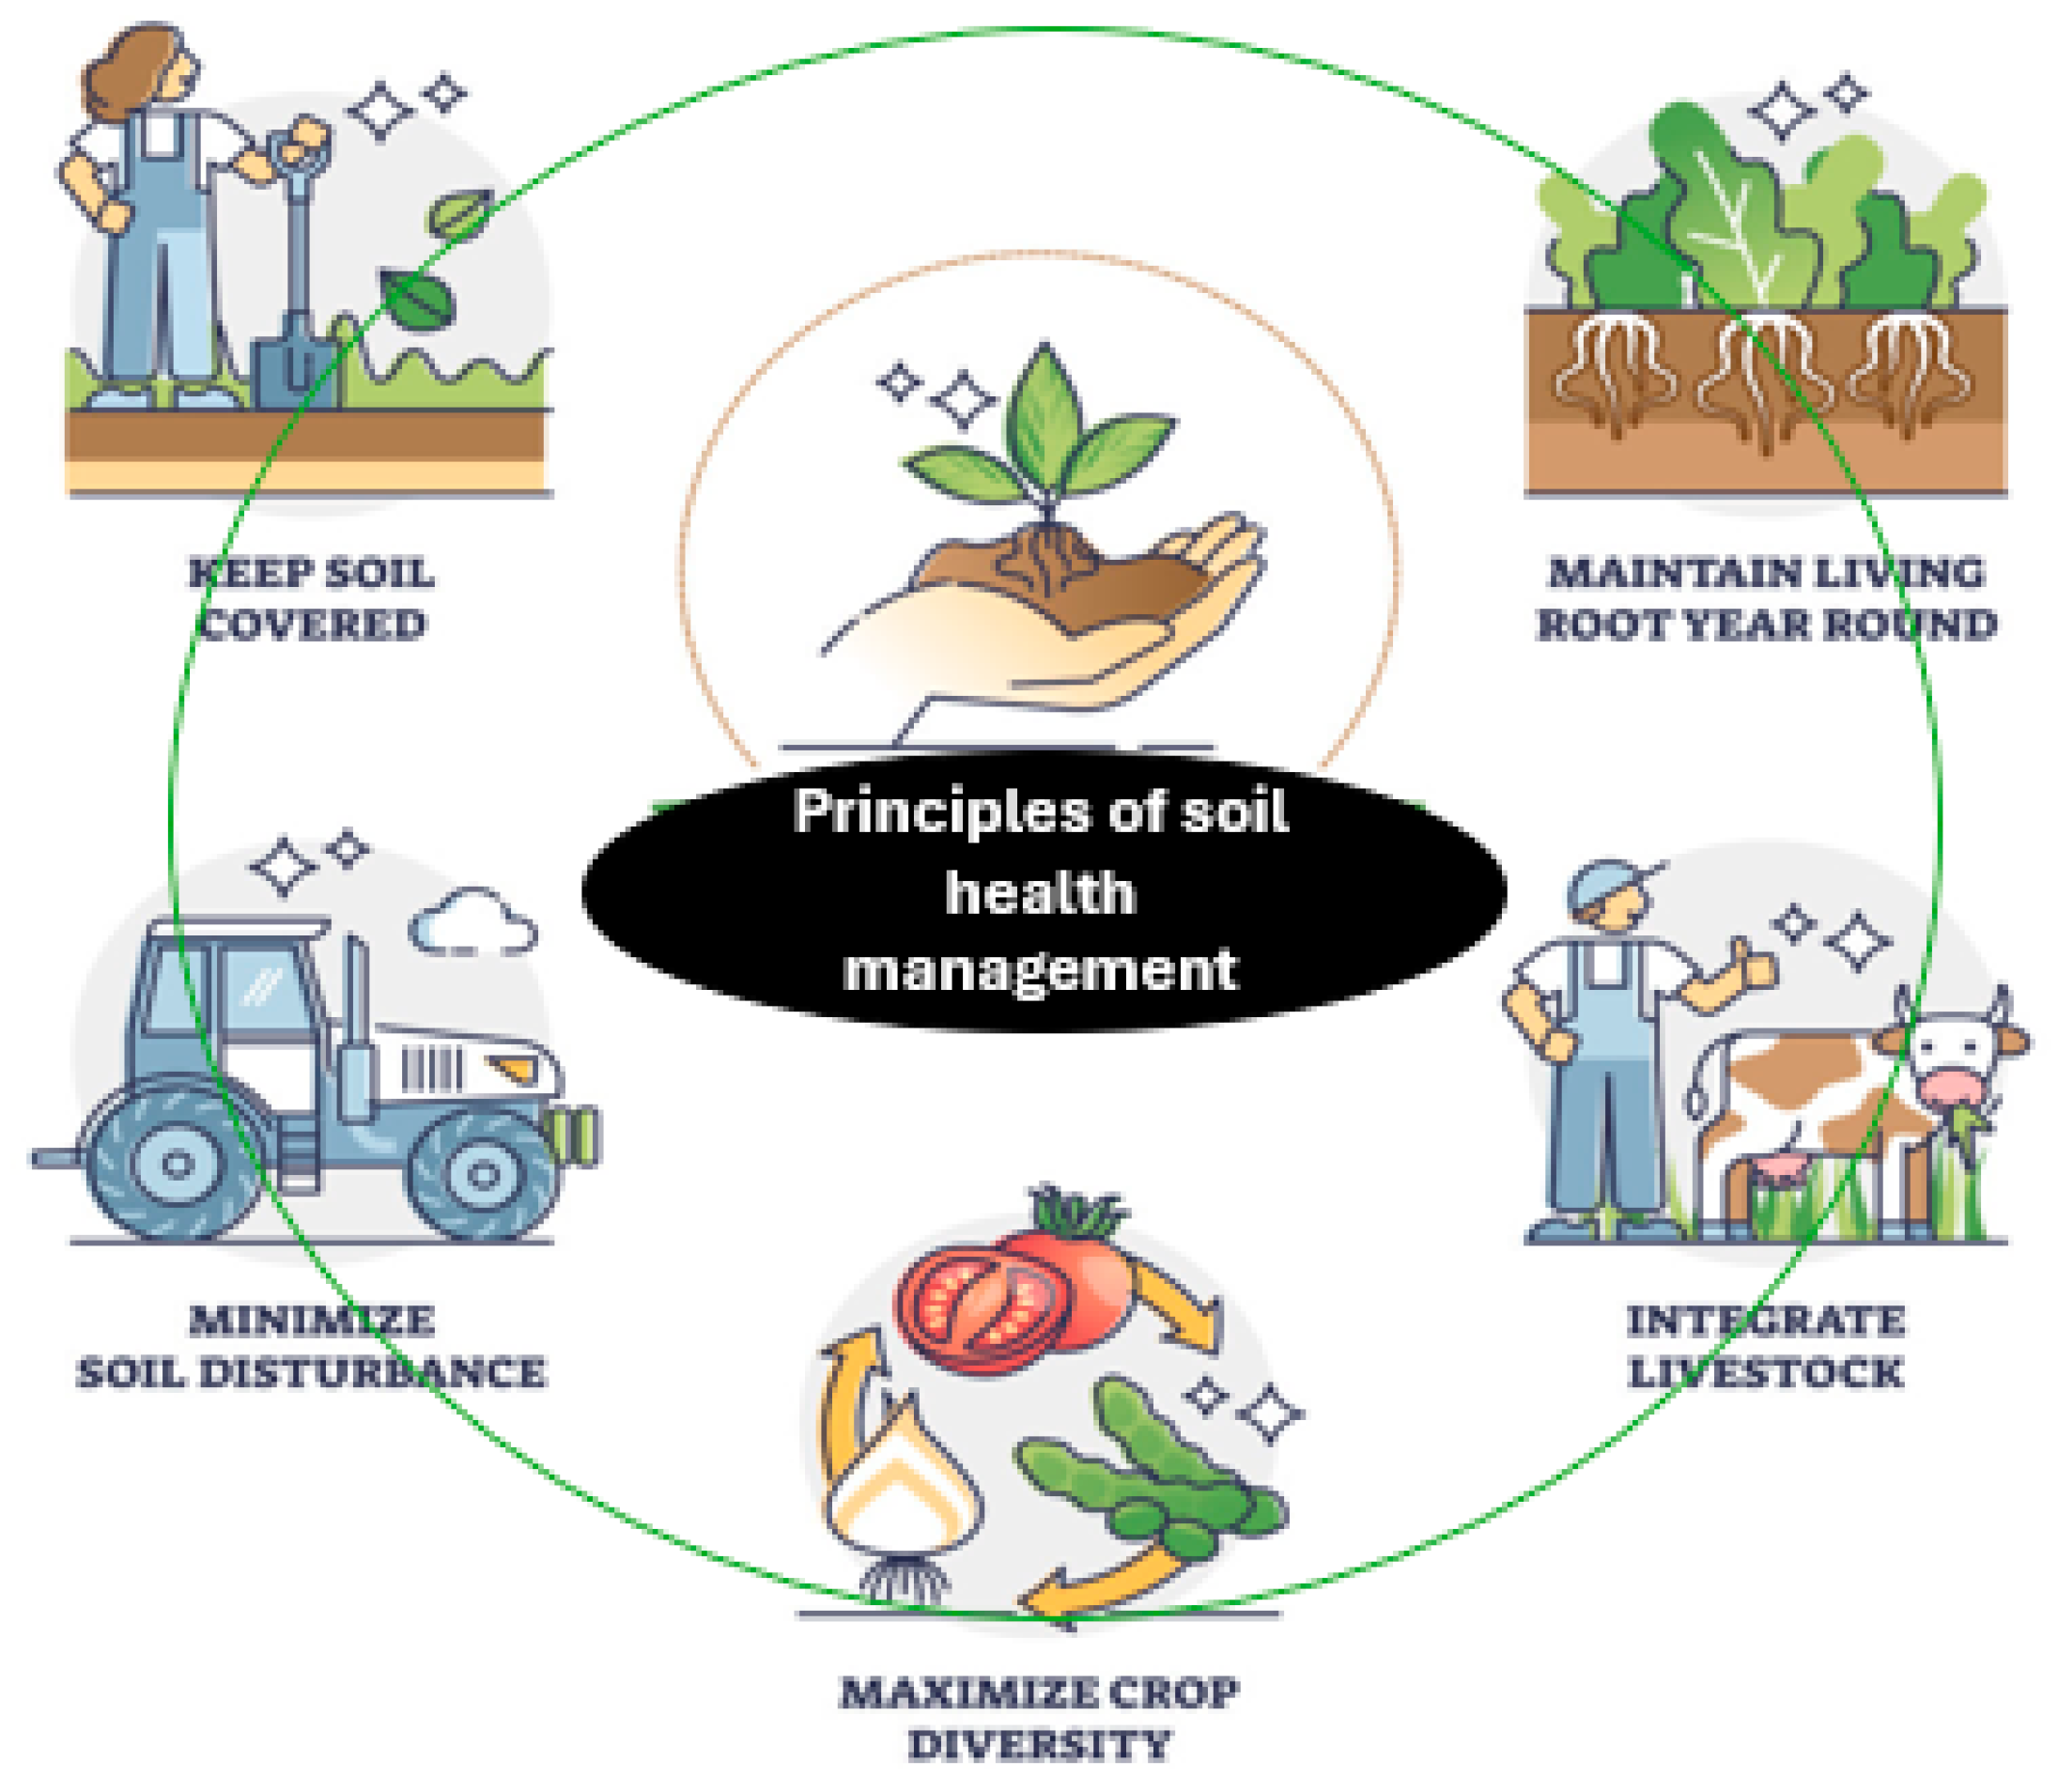 KEEP SOIL
COVERED
MAINTAIN LIVING
ROOT YEAR ROUND
Principles of soil
health
management
MINIMIZE
SOIL DISTURBANCE
INTEGRATE
LIVESTOCK
MAXIMIZE CROP
DIVERSITY